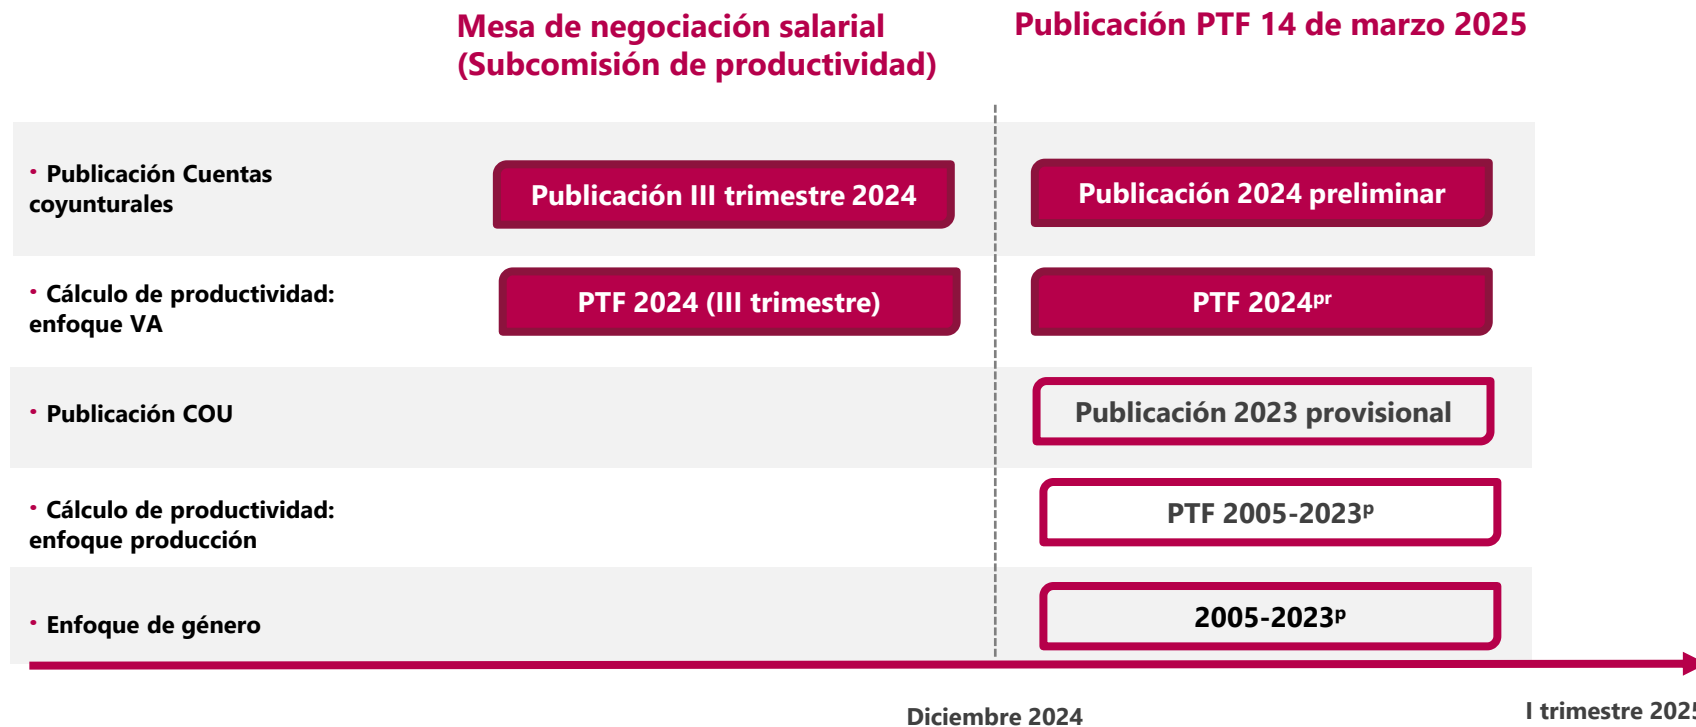 Mesa de negociación salarial
(Subcomisión de productividad)
Publicación PTF 14 de marzo 2025
· Publicación Cuentas
coyunturales
Publicación III trimestre 2024
Publicación 2024 preliminar
· Cálculo de productividad:
enfoque VA
PTF 2024 (III trimestre)
PTF 2024ᵖʳ
· Publicación COU
Publicación 2023 provisional
· Cálculo de productividad:
enfoque producción
PTF 2005-2023ᵖ
· Enfoque de género
2005-2023ᵖ
Diciembre 2024
I trimestre 2025